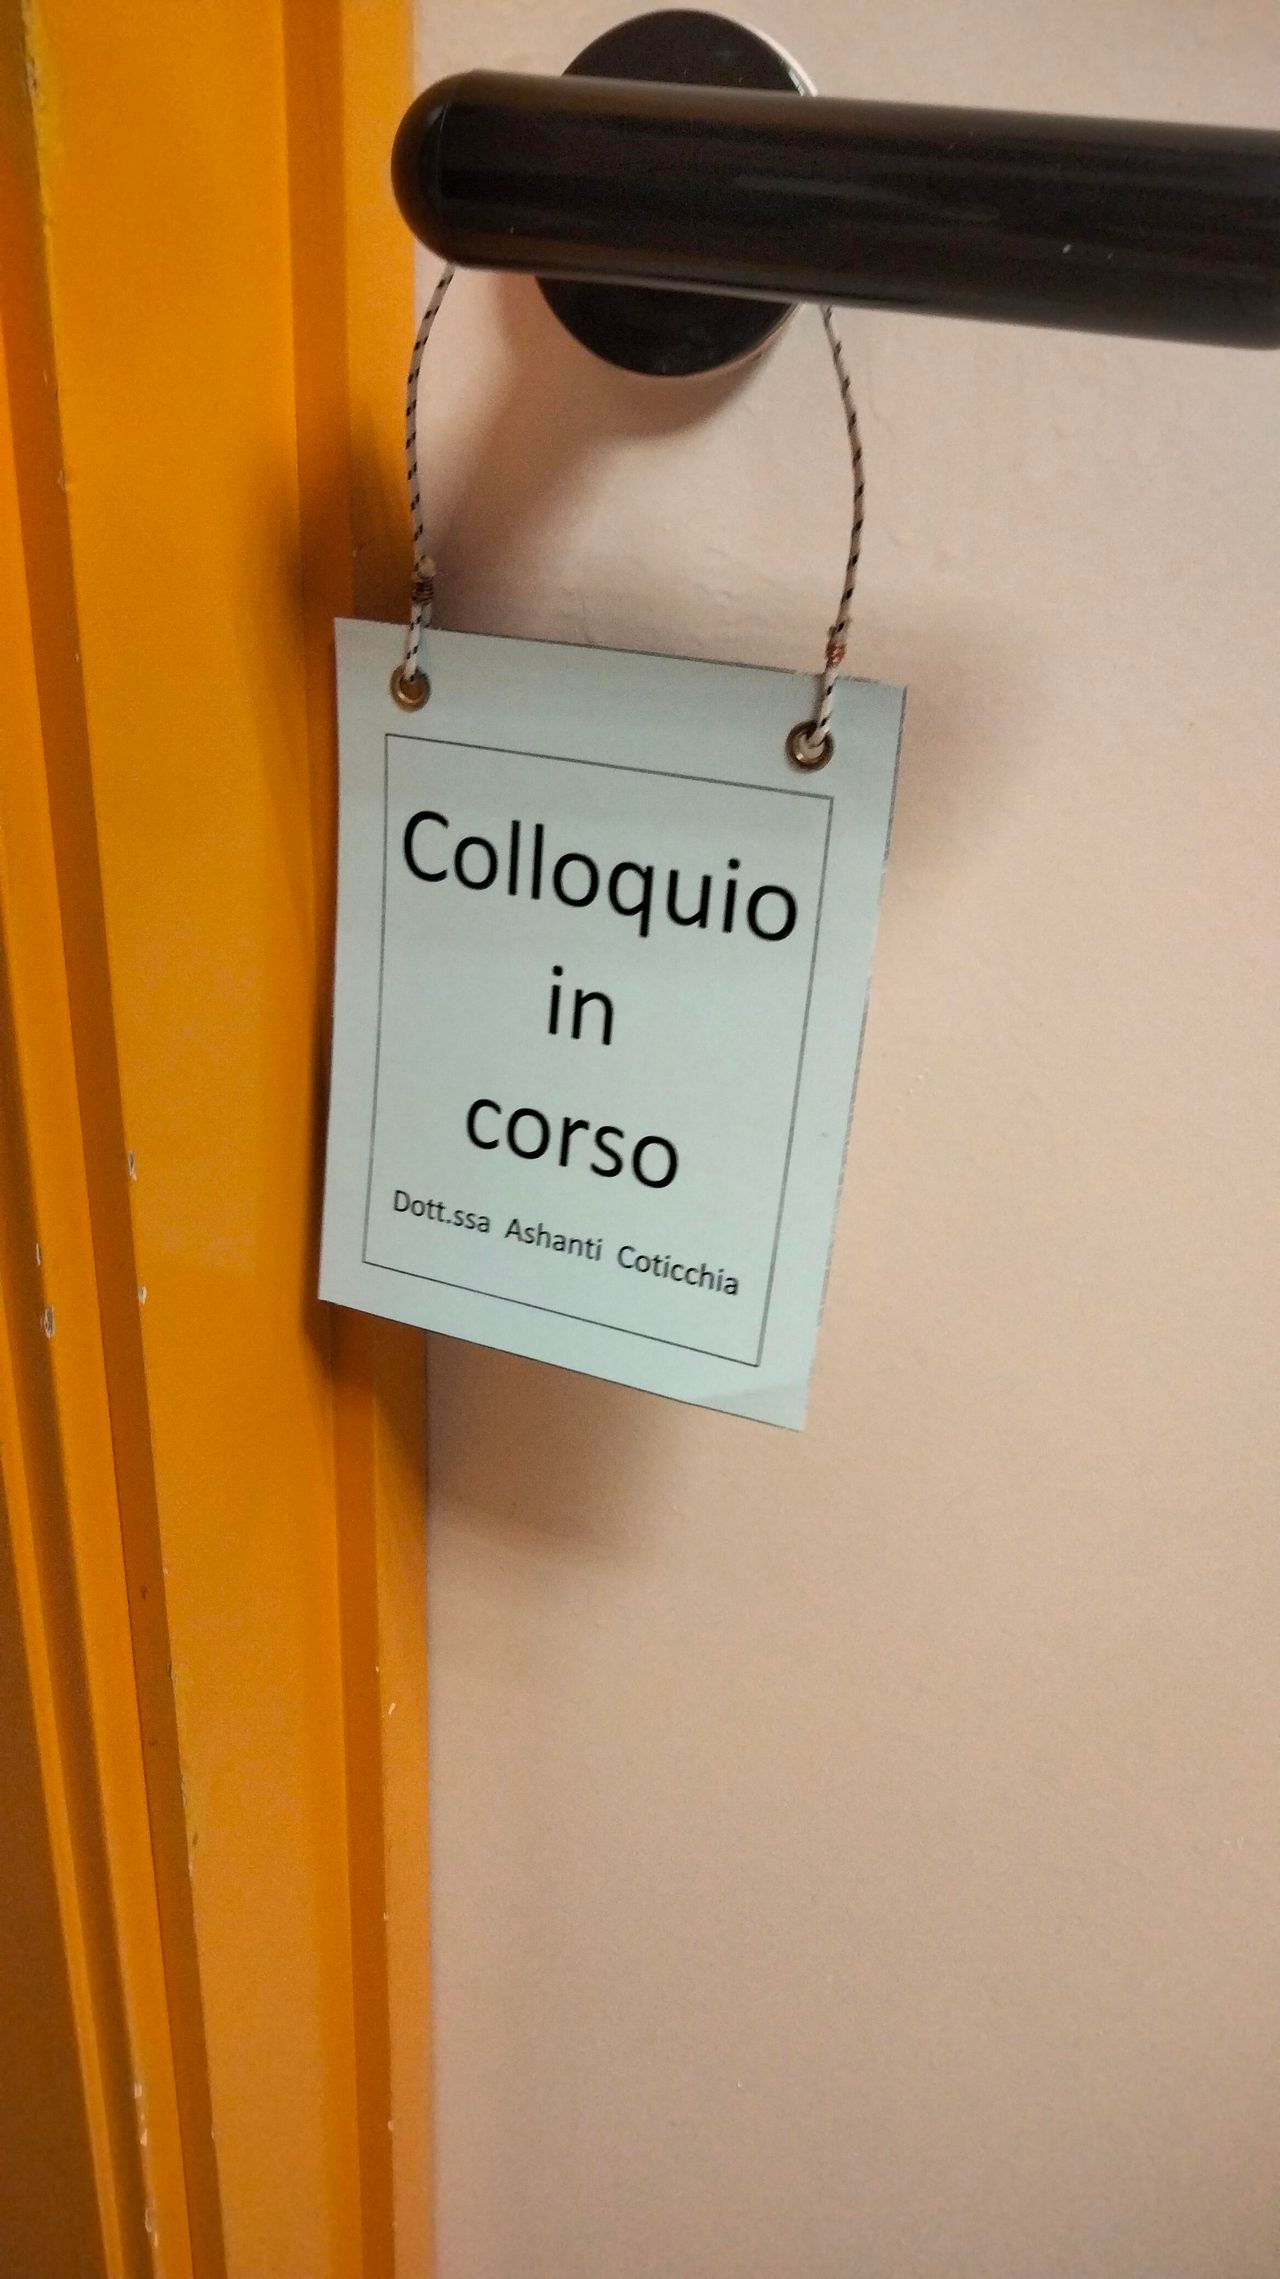 Colloquio
in
corso
Dott.ssa Ashanti Coticchia